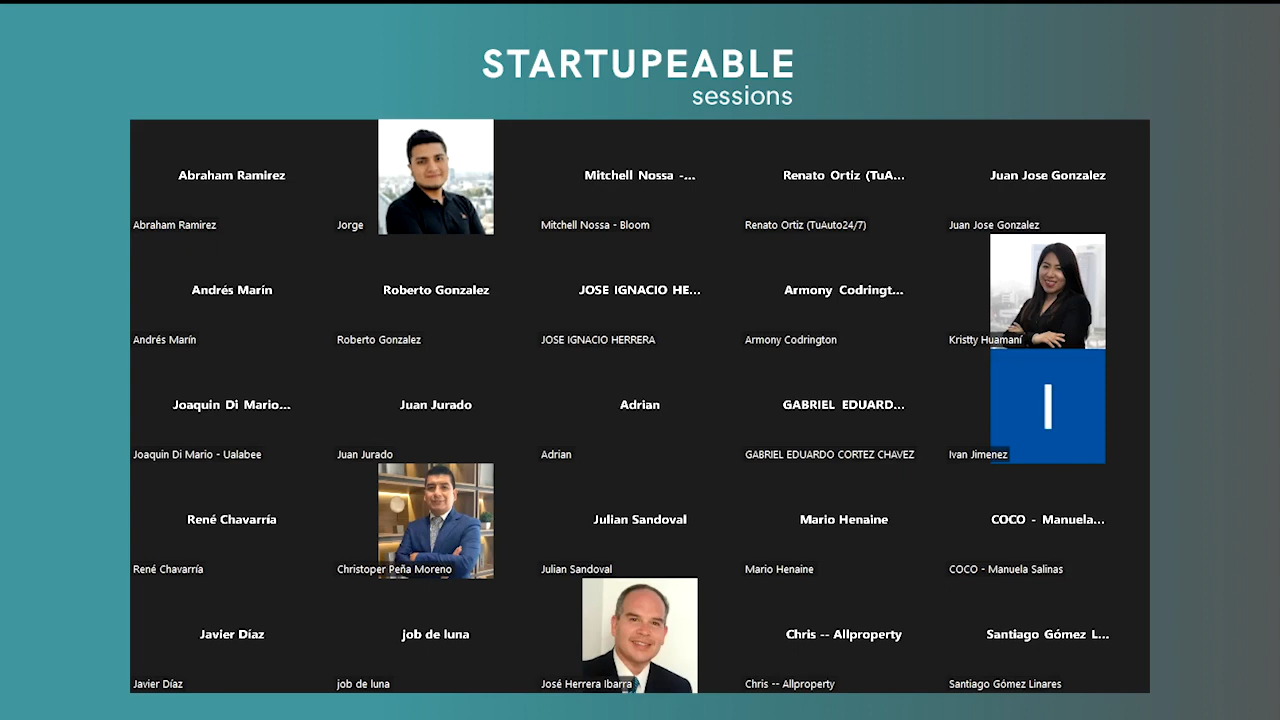 STARTUPEABLE
sessions
Abraham Ramirez
Mitchell Nossa -...
Renato Ortiz (TuA...
Juan Jose Gonzalez
Abraham Ramirez
Jorge
Mitchell Nossa - Bloom
Renato Ortiz (TuAuto24/7)
Juan Jose Gonzalez
Andrés Marín
Roberto Gonzalez
JOSE IGNACIO HE...
Armony Codringt...
Andrés Marín
Roberto Gonzalez
JOSE IGNACIO HERRERA
Armony Codrington
Kristty Huamaní
Joaquin Di Mario...
Juan Jurado
Adrian
GABRIEL EDUARD...
I
Joaquin Di Mario - Ualabee
Juan Jurado
Adrian
GABRIEL EDUARDO CORTEZ CHAVEZ
Ivan Jimenez
René Chavarría
Julian Sandoval
Mario Henaine
COCO - Manuela...
René Chavarría
Christoper Peña Moreno
Julian Sandoval
Mario Henaine
COCO - Manuela Salinas
Javier Díaz
job de luna
Chris -- Allproperty
Santiago Gómez L...
Javier Díaz
job de luna
José Herrera Ibarra
Chris -- Allproperty
Santiago Gómez Linares